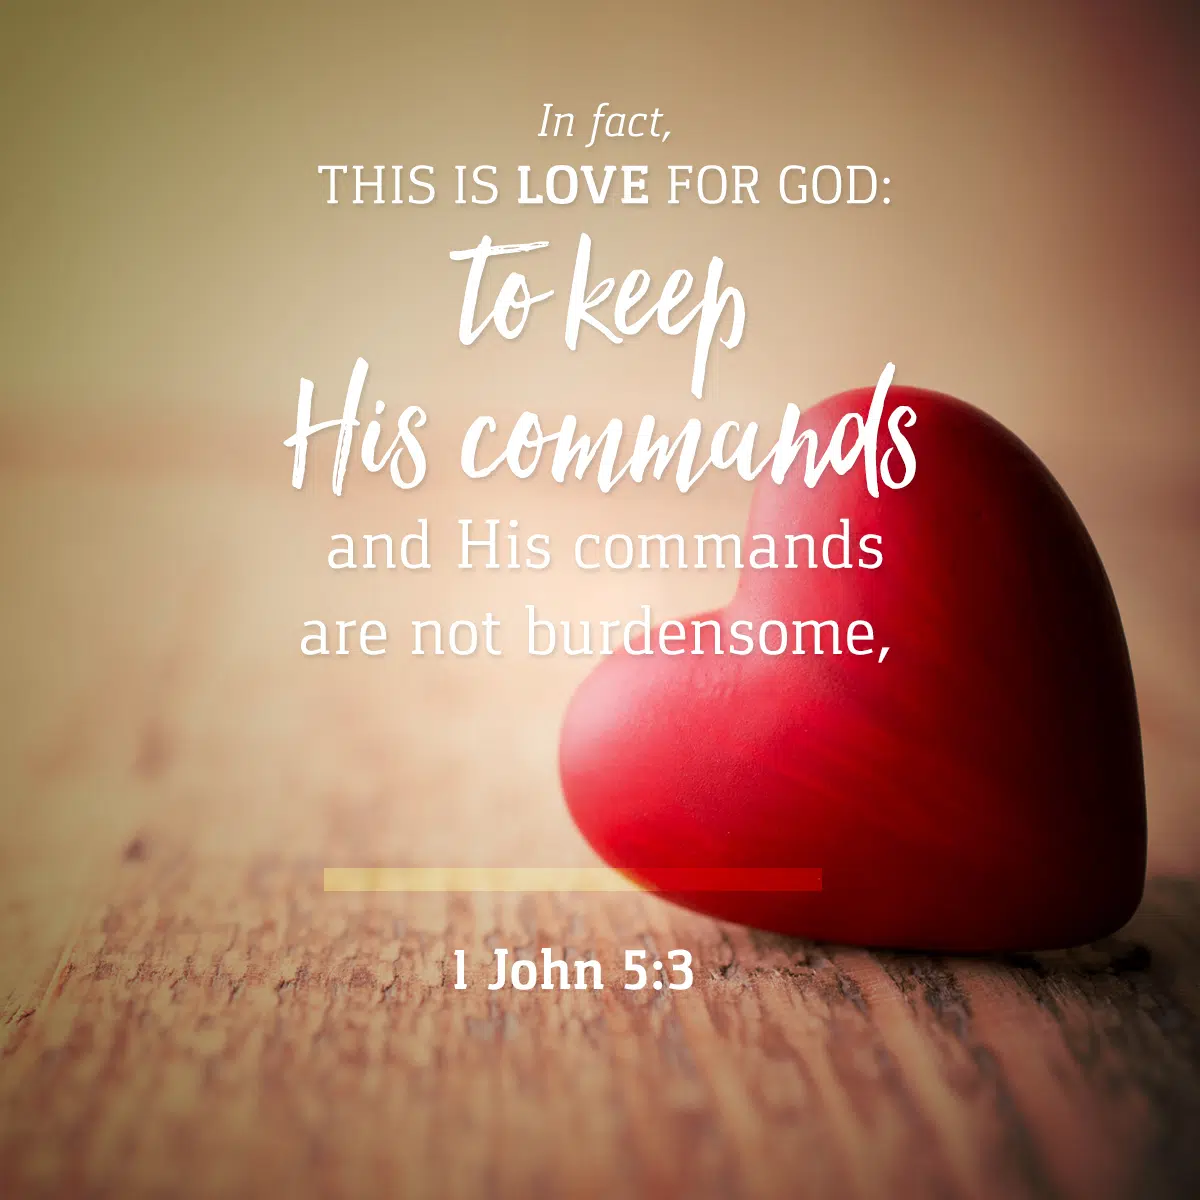 In fact,
THIS IS LOVE FOR GOD:
to keep
His commands
and His commands
are not burdensome,
1 John 5:3